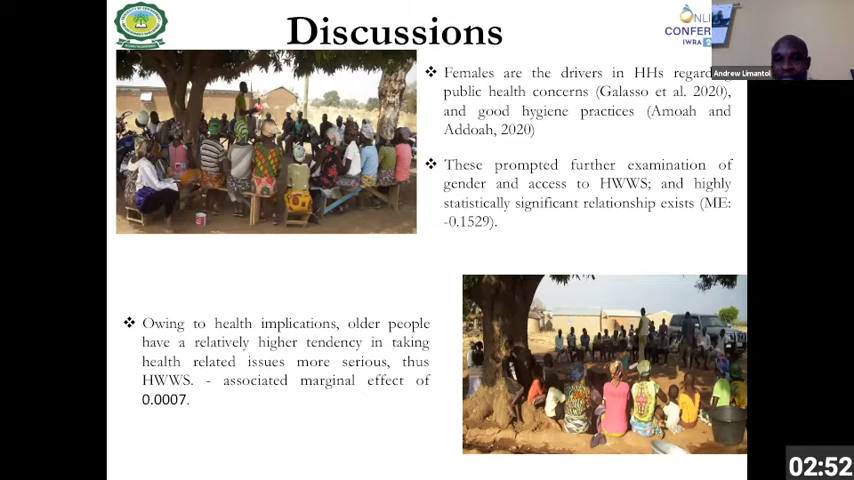 Discussions
ONLI
CONFER
IWRA
Andrew Limantol
❖ Females are the drivers in HHs regarding
public health concerns (Galasso et al. 2020),
and good hygiene practices (Amoah and
Addoah, 2020)
❖ These prompted further examination of
gender and access to HWWS; and highly
statistically significant relationship exists (ME:
-0.1529).
❖ Owing to health implications, older people
have a relatively higher tendency in taking
health related issues more serious, thus
HWWS. - associated marginal effect of
0.0007.
02:52